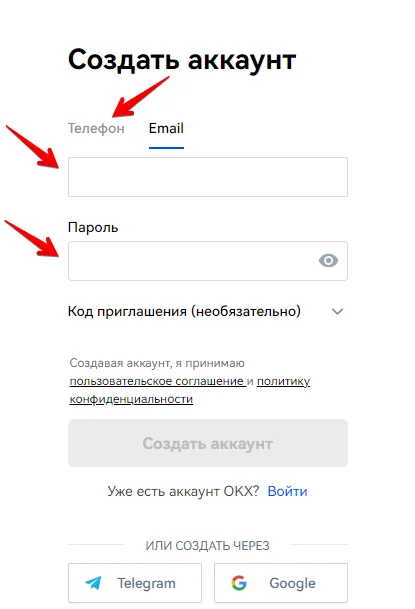 Создать аккаунт
Телефон Email
Пароль
Код приглашения (необязательно)
Создавая аккаунт, я принимаю
пользовательское соглашение и политику
конфиденциальности
Создать аккаунт
Уже есть аккаунт OKX? Войти
ИЛИ СОЗДАТЬ ЧЕРЕЗ
Telegram Google